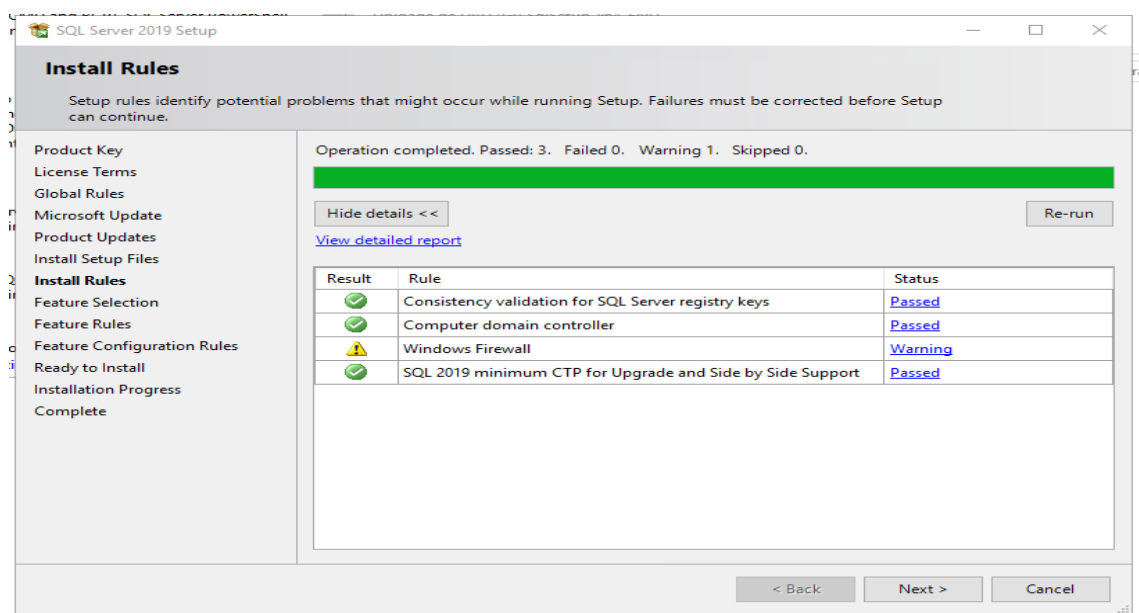 SQL Server 2019 Setup
Install Rules
Setup rules identify potential problems that might occur while running Setup. Failures must be corrected before Setup
can continue.
Product Key
License Terms
Global Rules
Microsoft Update
Product Updates
Install Setup Files
Install Rules
Feature Selection
Feature Rules
Feature Configuration Rules
Ready to Install
Installation Progress
Complete
Operation completed. Passed: 3.   Failed 0.   Warning 1.   Skipped 0.
Hide details <<
Re-run
View detailed report
Result Rule Status
Consistency validation for SQL Server registry keys Passed
Computer domain controller Passed
Windows Firewall Warning
SQL 2019 minimum CTP for Upgrade and Side by Side Support Passed
< Back Next > Cancel